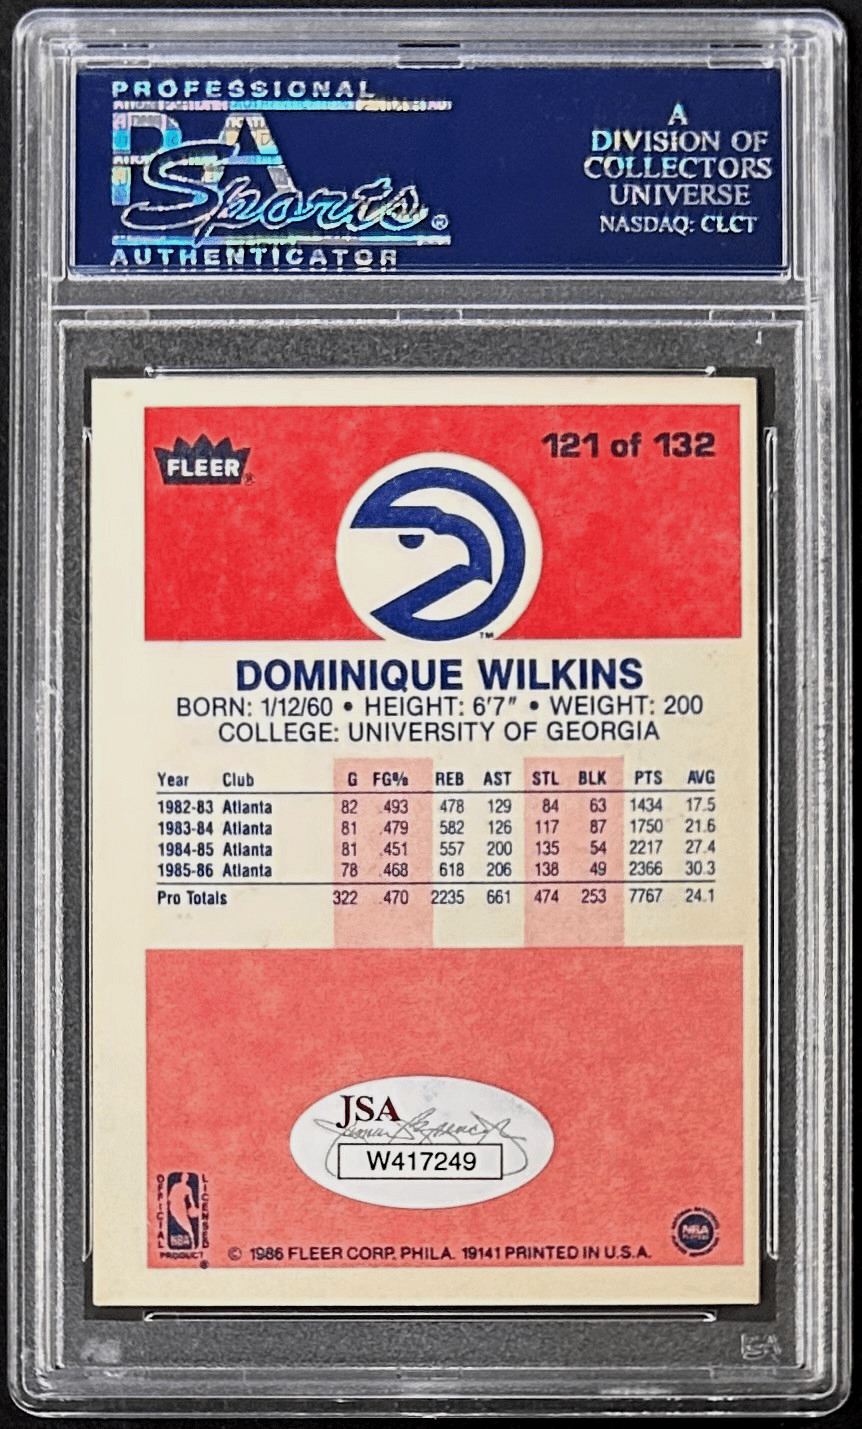 PROFESSIONAL
PSA
Sports®
AUTHENTICATOR
A
DIVISION OF
COLLECTORS
UNIVERSE
NASDAQ: CLCT
FLEER®
121 of 132
TM
DOMINIQUE WILKINS
BORN: 1/12/60 • HEIGHT: 6'7" • WEIGHT: 200
COLLEGE: UNIVERSITY OF GEORGIA
Year Club G FG% REB AST STL BLK PTS AVG
1982-83 Atlanta 82 .493 478 129 84 63 1434 17.5
1983-84 Atlanta 81 .479 582 126 117 87 1750 21.6
1984-85 Atlanta 81 .451 557 200 135 54 2217 27.4
1985-86 Atlanta 78 .468 618 206 138 49 2366 30.3
Pro Totals 322 .470 2235 661 474 253 7767 24.1
JSA
W417249
OFFICIAL
NBA
LICENSED
PRODUCT®
© 1986 FLEER CORP. PHILA. 19141 PRINTED IN U.S.A.
PSA